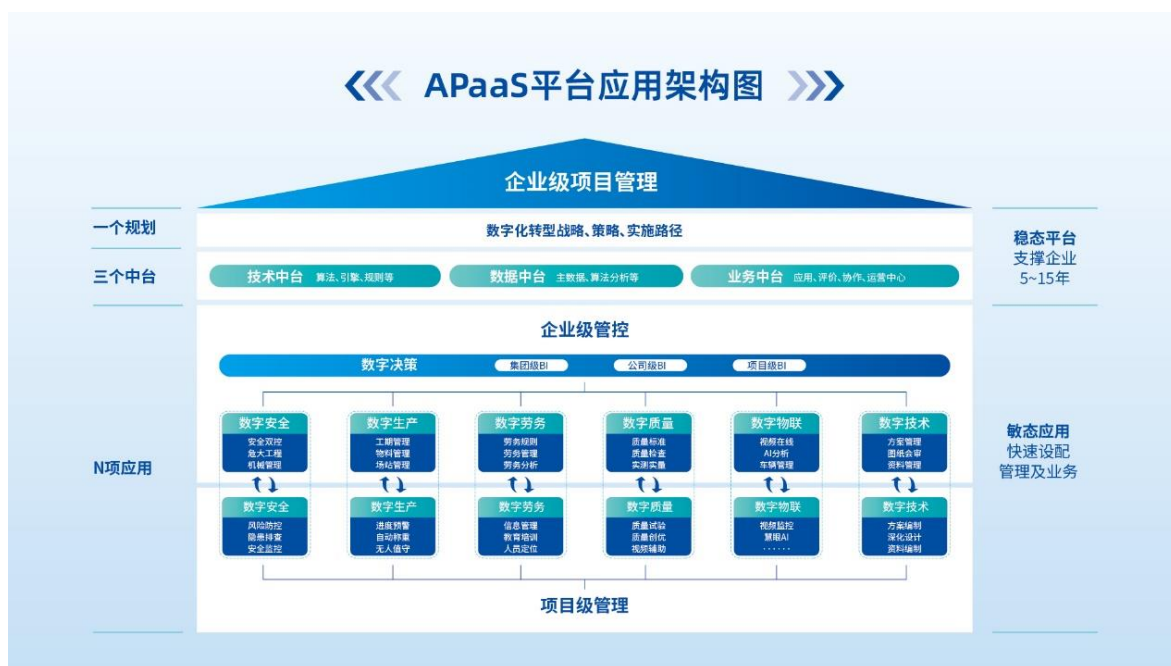 APaaS平台应用架构图
企业级项目管理
一个规划
数字化转型战略、策略、实施路径
三个中台
技术中台 算法、引擎、规则等
数据中台 主数据、算法分析等
业务中台 应用、评价、协作、运营中心
稳态平台
支撑企业
5~15年
企业级管控
数字决策 集团级BI 公司级BI 项目级BI
N项应用
数字安全
安全双控
危大工程
机械管理
数字生产
工期管理
物料管理
场站管理
数字劳务
劳务规则
劳务管理
劳务分析
数字质量
质量标准
质量检查
实测实量
数字物联
视频在线
AI分析
车辆管理
数字技术
方案管理
图纸会审
资料管理
敏态应用
快速设配
管理及业务
数字安全
风险防控
隐患排查
安全监控
数字生产
进度预警
自动称重
无人值守
数字劳务
信息管理
教育培训
人员定位
数字质量
质量试验
质量创优
视频辅助
数字物联
视频监控
慧眼AI
······
数字技术
方案编制
深化设计
资料编制
项目级管理